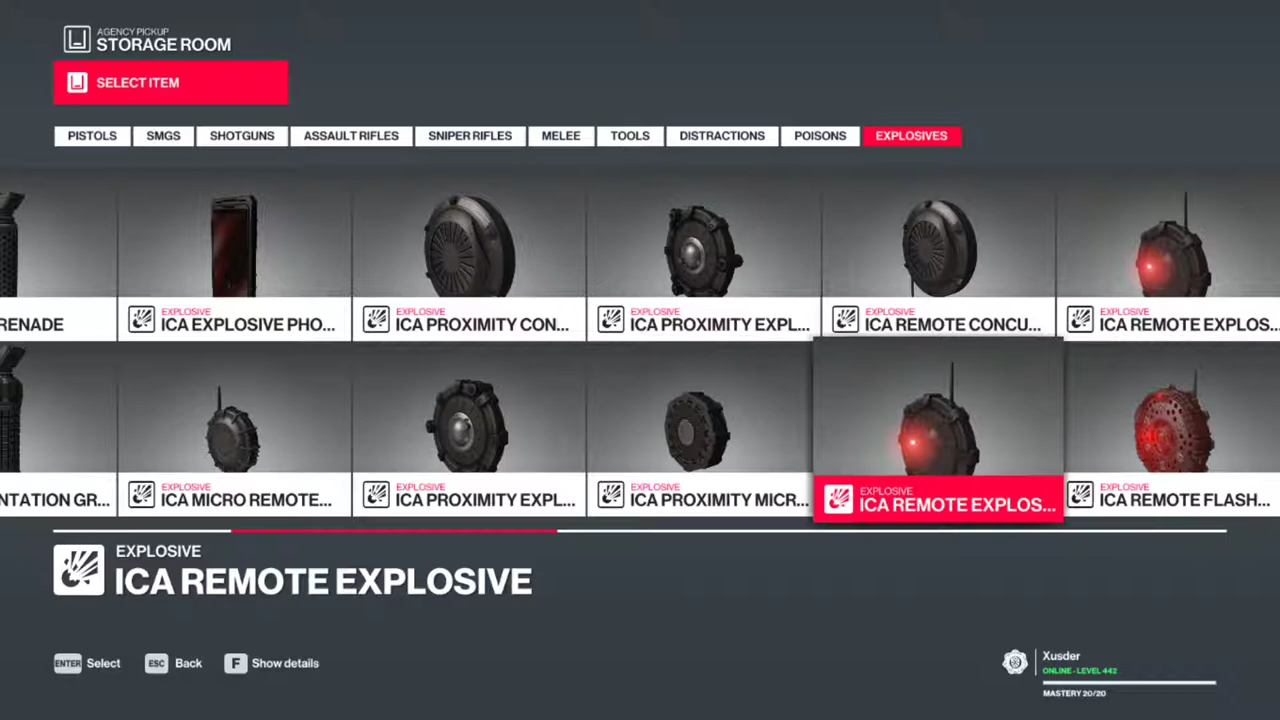 AGENCY PICKUP
STORAGE ROOM
SELECT ITEM
PISTOLS SMGS SHOTGUNS ASSAULT RIFLES SNIPER RIFLES MELEE TOOLS DISTRACTIONS POISONS EXPLOSIVES
EXPLOSIVE EXPLOSIVE EXPLOSIVE EXPLOSIVE EXPLOSIVE
RENADE ICA EXPLOSIVE PHO... ICA PROXIMITY CON... ICA PROXIMITY EXPL... ICA REMOTE CONCU... ICA REMOTE EXPLOS...
EXPLOSIVE EXPLOSIVE EXPLOSIVE EXPLOSIVE EXPLOSIVE
NTATION GR... ICA MICRO REMOTE... ICA PROXIMITY EXPL... ICA PROXIMITY MICR... ICA REMOTE EXPLOS... ICA REMOTE FLASH...
EXPLOSIVE
ICA REMOTE EXPLOSIVE
ENTER Select ESC Back F Show details
Xusder
ONLINE - LEVEL 442
MASTERY 20/20